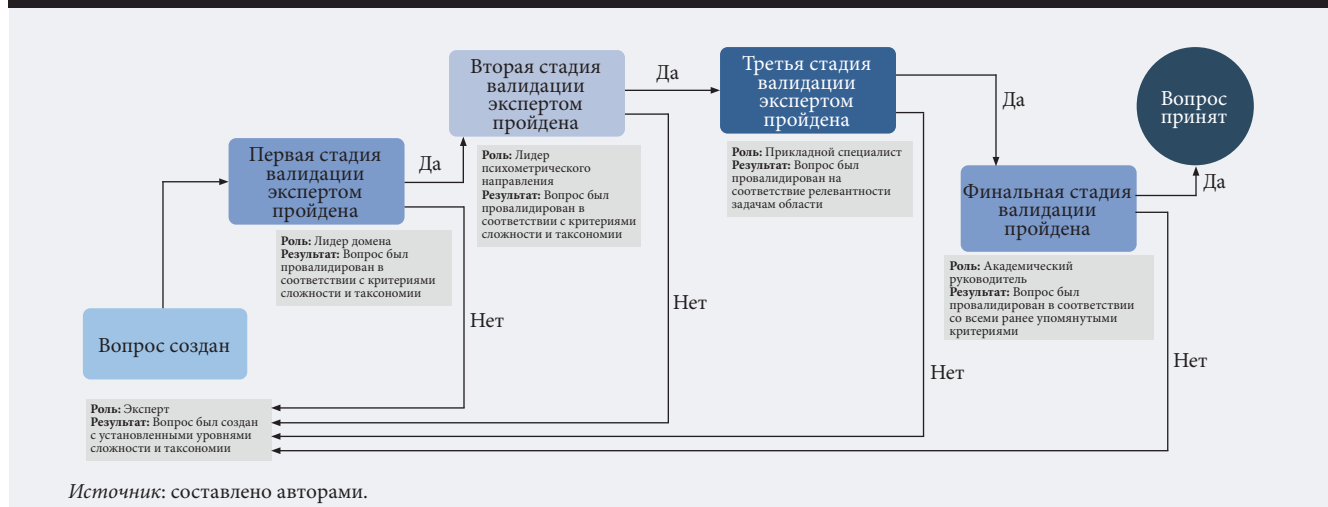 Вопрос создан
Роль: Эксперт
Результат: Вопрос был создан
с установленными уровнями
сложности и таксономии
Первая стадия
валидации
экспертом
пройдена
Роль: Лидер домена
Результат: Вопрос был
провалидирован в
соответствии с критериями
сложности и таксономии
Да
Нет
Вторая стадия
валидации
экспертом
пройдена
Роль: Лидер
психометрического
направления
Результат: Вопрос был
провалидирован в
соответствии с критериями
сложности и таксономии
Да
Нет
Третья стадия
валидации
экспертом
пройдена
Роль: Прикладной специалист
Результат: Вопрос был
провалидирован на
соответствие релевантности
задачам области
Да
Нет
Финальная стадия
валидации
пройдена
Роль: Академический
руководитель
Результат: Вопрос был
провалидирован в соответствии
со всеми ранее упомянутыми
критериями
Да
Нет
Вопрос
принят
Источник: составлено авторами.